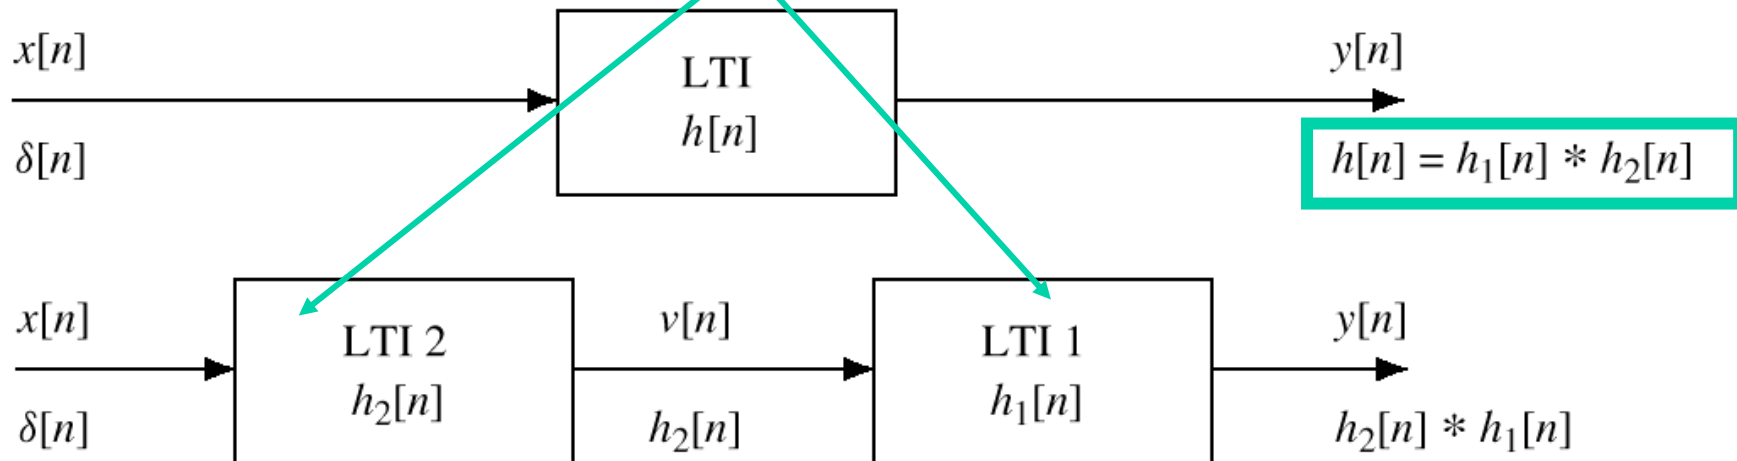 x[n] LTI y[n]
δ[n] h[n] h[n] = h₁[n] * h₂[n]
x[n] LTI 2 v[n] LTI 1 y[n]
δ[n] h₂[n] h₂[n] h₁[n] h₂[n] * h₁[n]